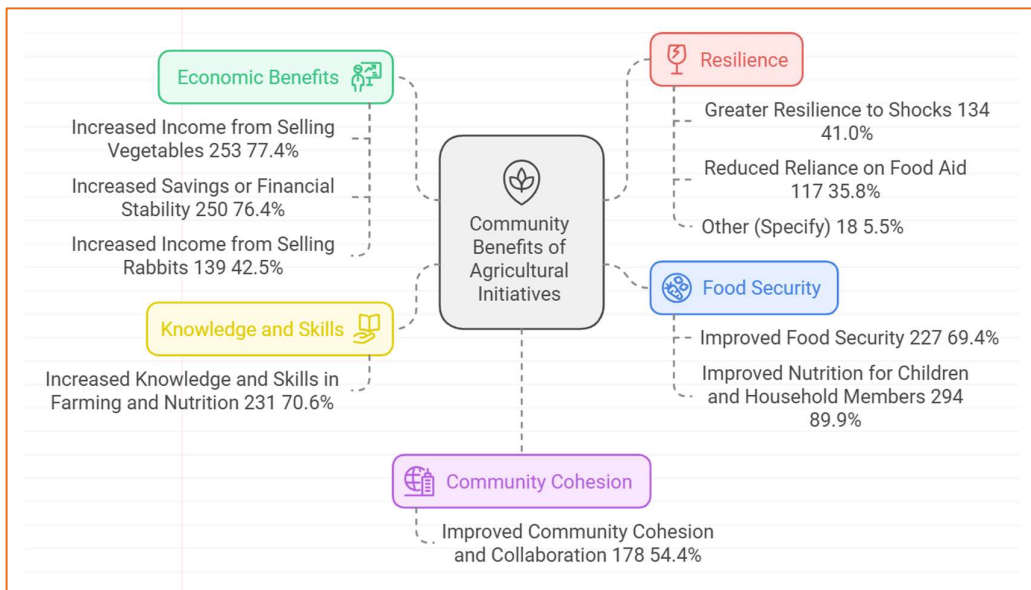 Economic Benefits
Increased Income from Selling
Vegetables 253 77.4%
Increased Savings or Financial
Stability 250 76.4%
Increased Income from Selling
Rabbits 139 42.5%
Knowledge and Skills
Increased Knowledge and Skills in
Farming and Nutrition 231 70.6%
Community
Benefits of
Agricultural
Initiatives
Resilience
Greater Resilience to Shocks 134
41.0%
Reduced Reliance on Food Aid
117 35.8%
Other (Specify) 18 5.5%
Food Security
Improved Food Security 227 69.4%
Improved Nutrition for Children
and Household Members 294
89.9%
Community Cohesion
Improved Community Cohesion
and Collaboration 178 54.4%